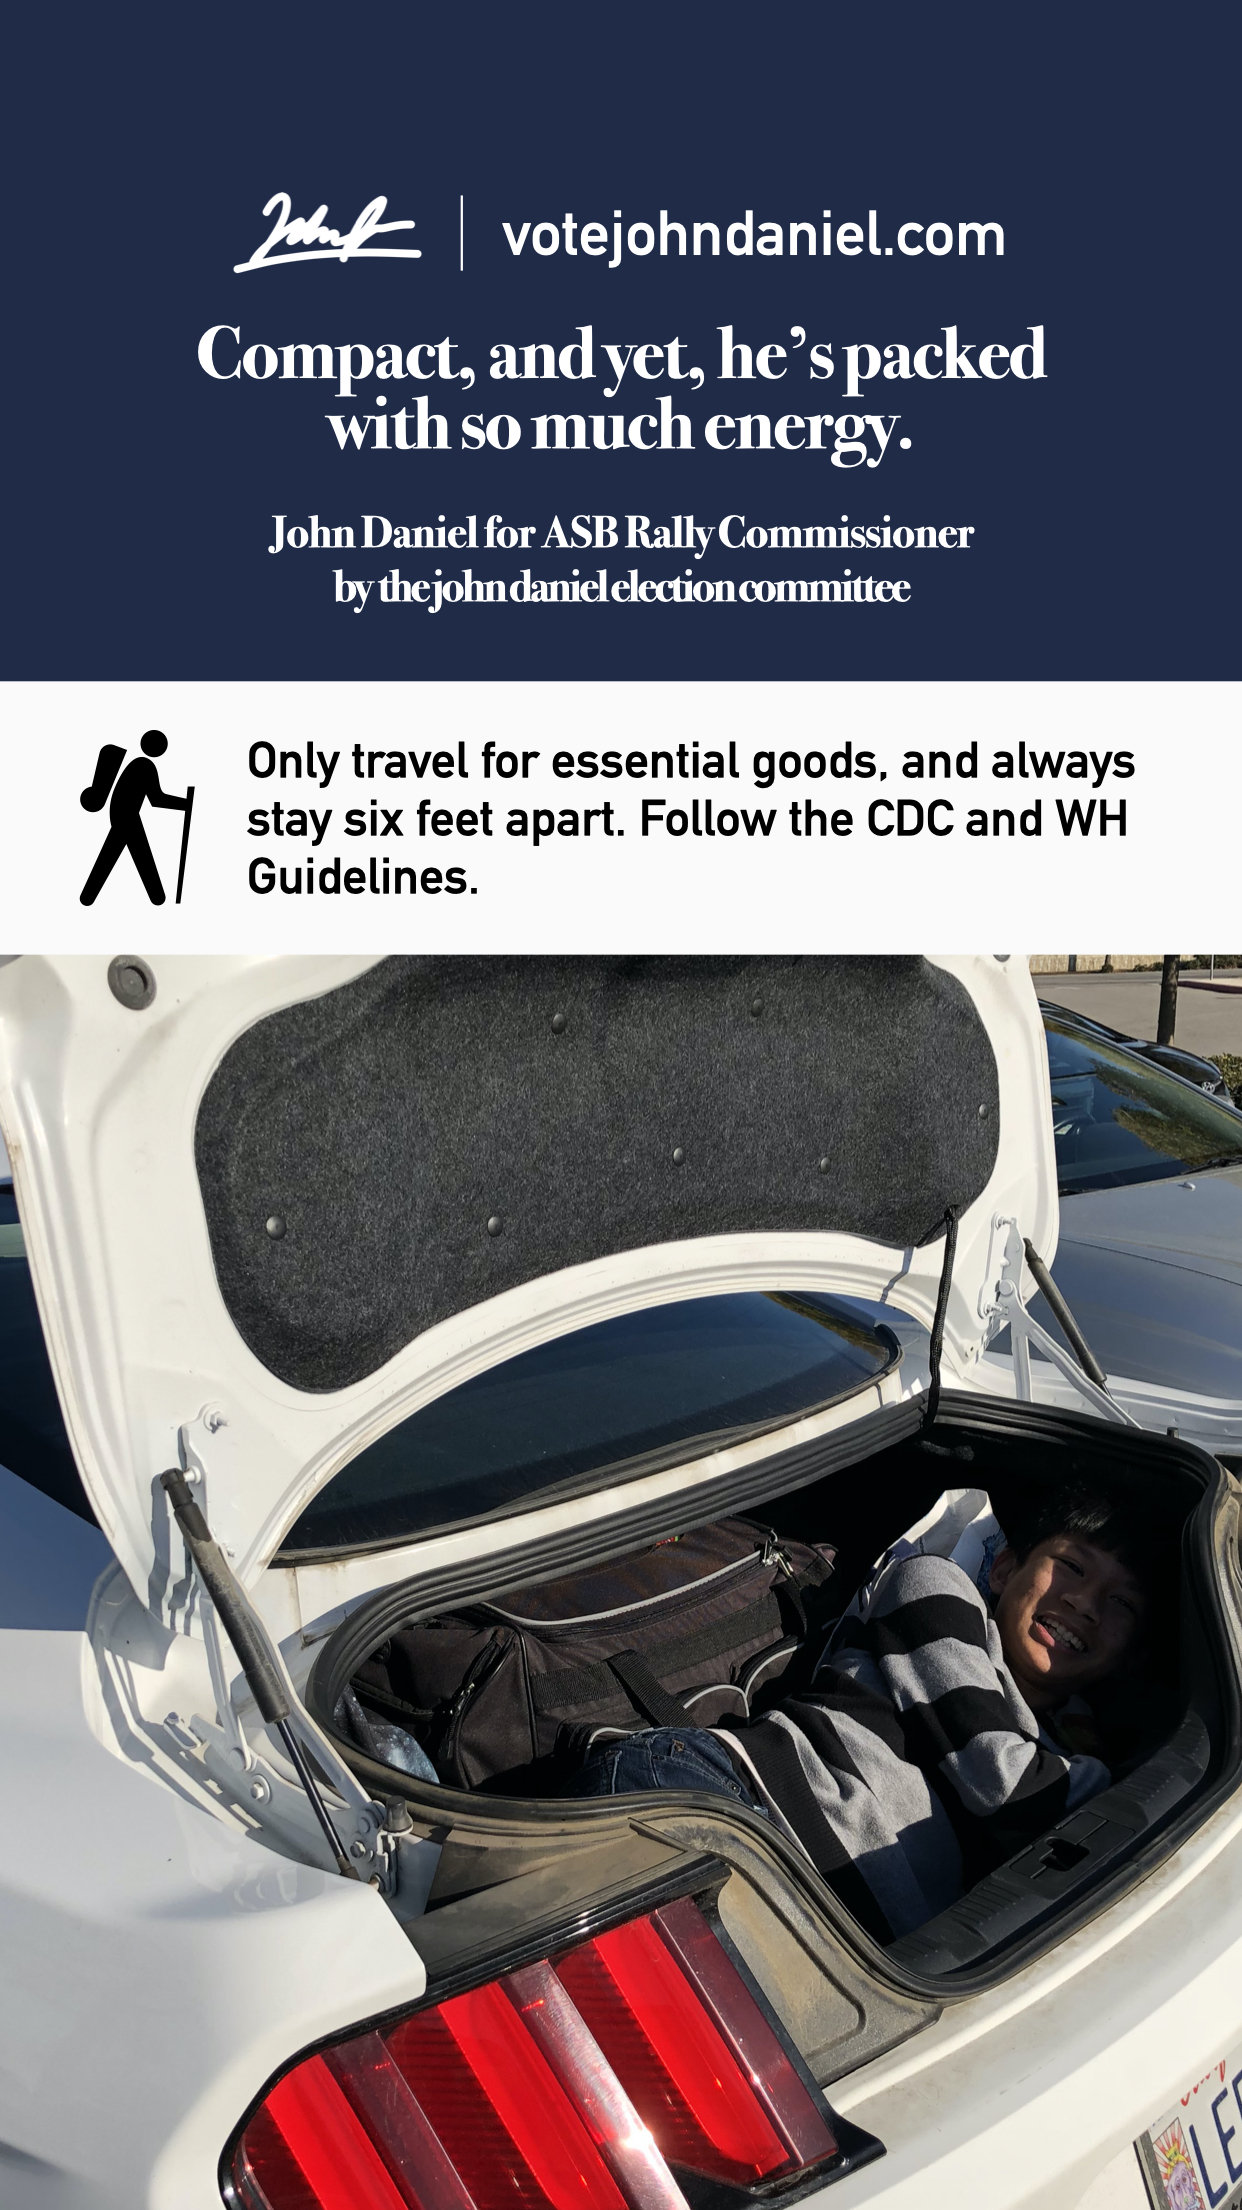 votejohndaniel.com
Compact, and yet, he's packed
with so much energy.
John Daniel for ASB Rally Commissioner
by the john daniel election committee
Only travel for essential goods, and always
stay six feet apart. Follow the CDC and WH
Guidelines.